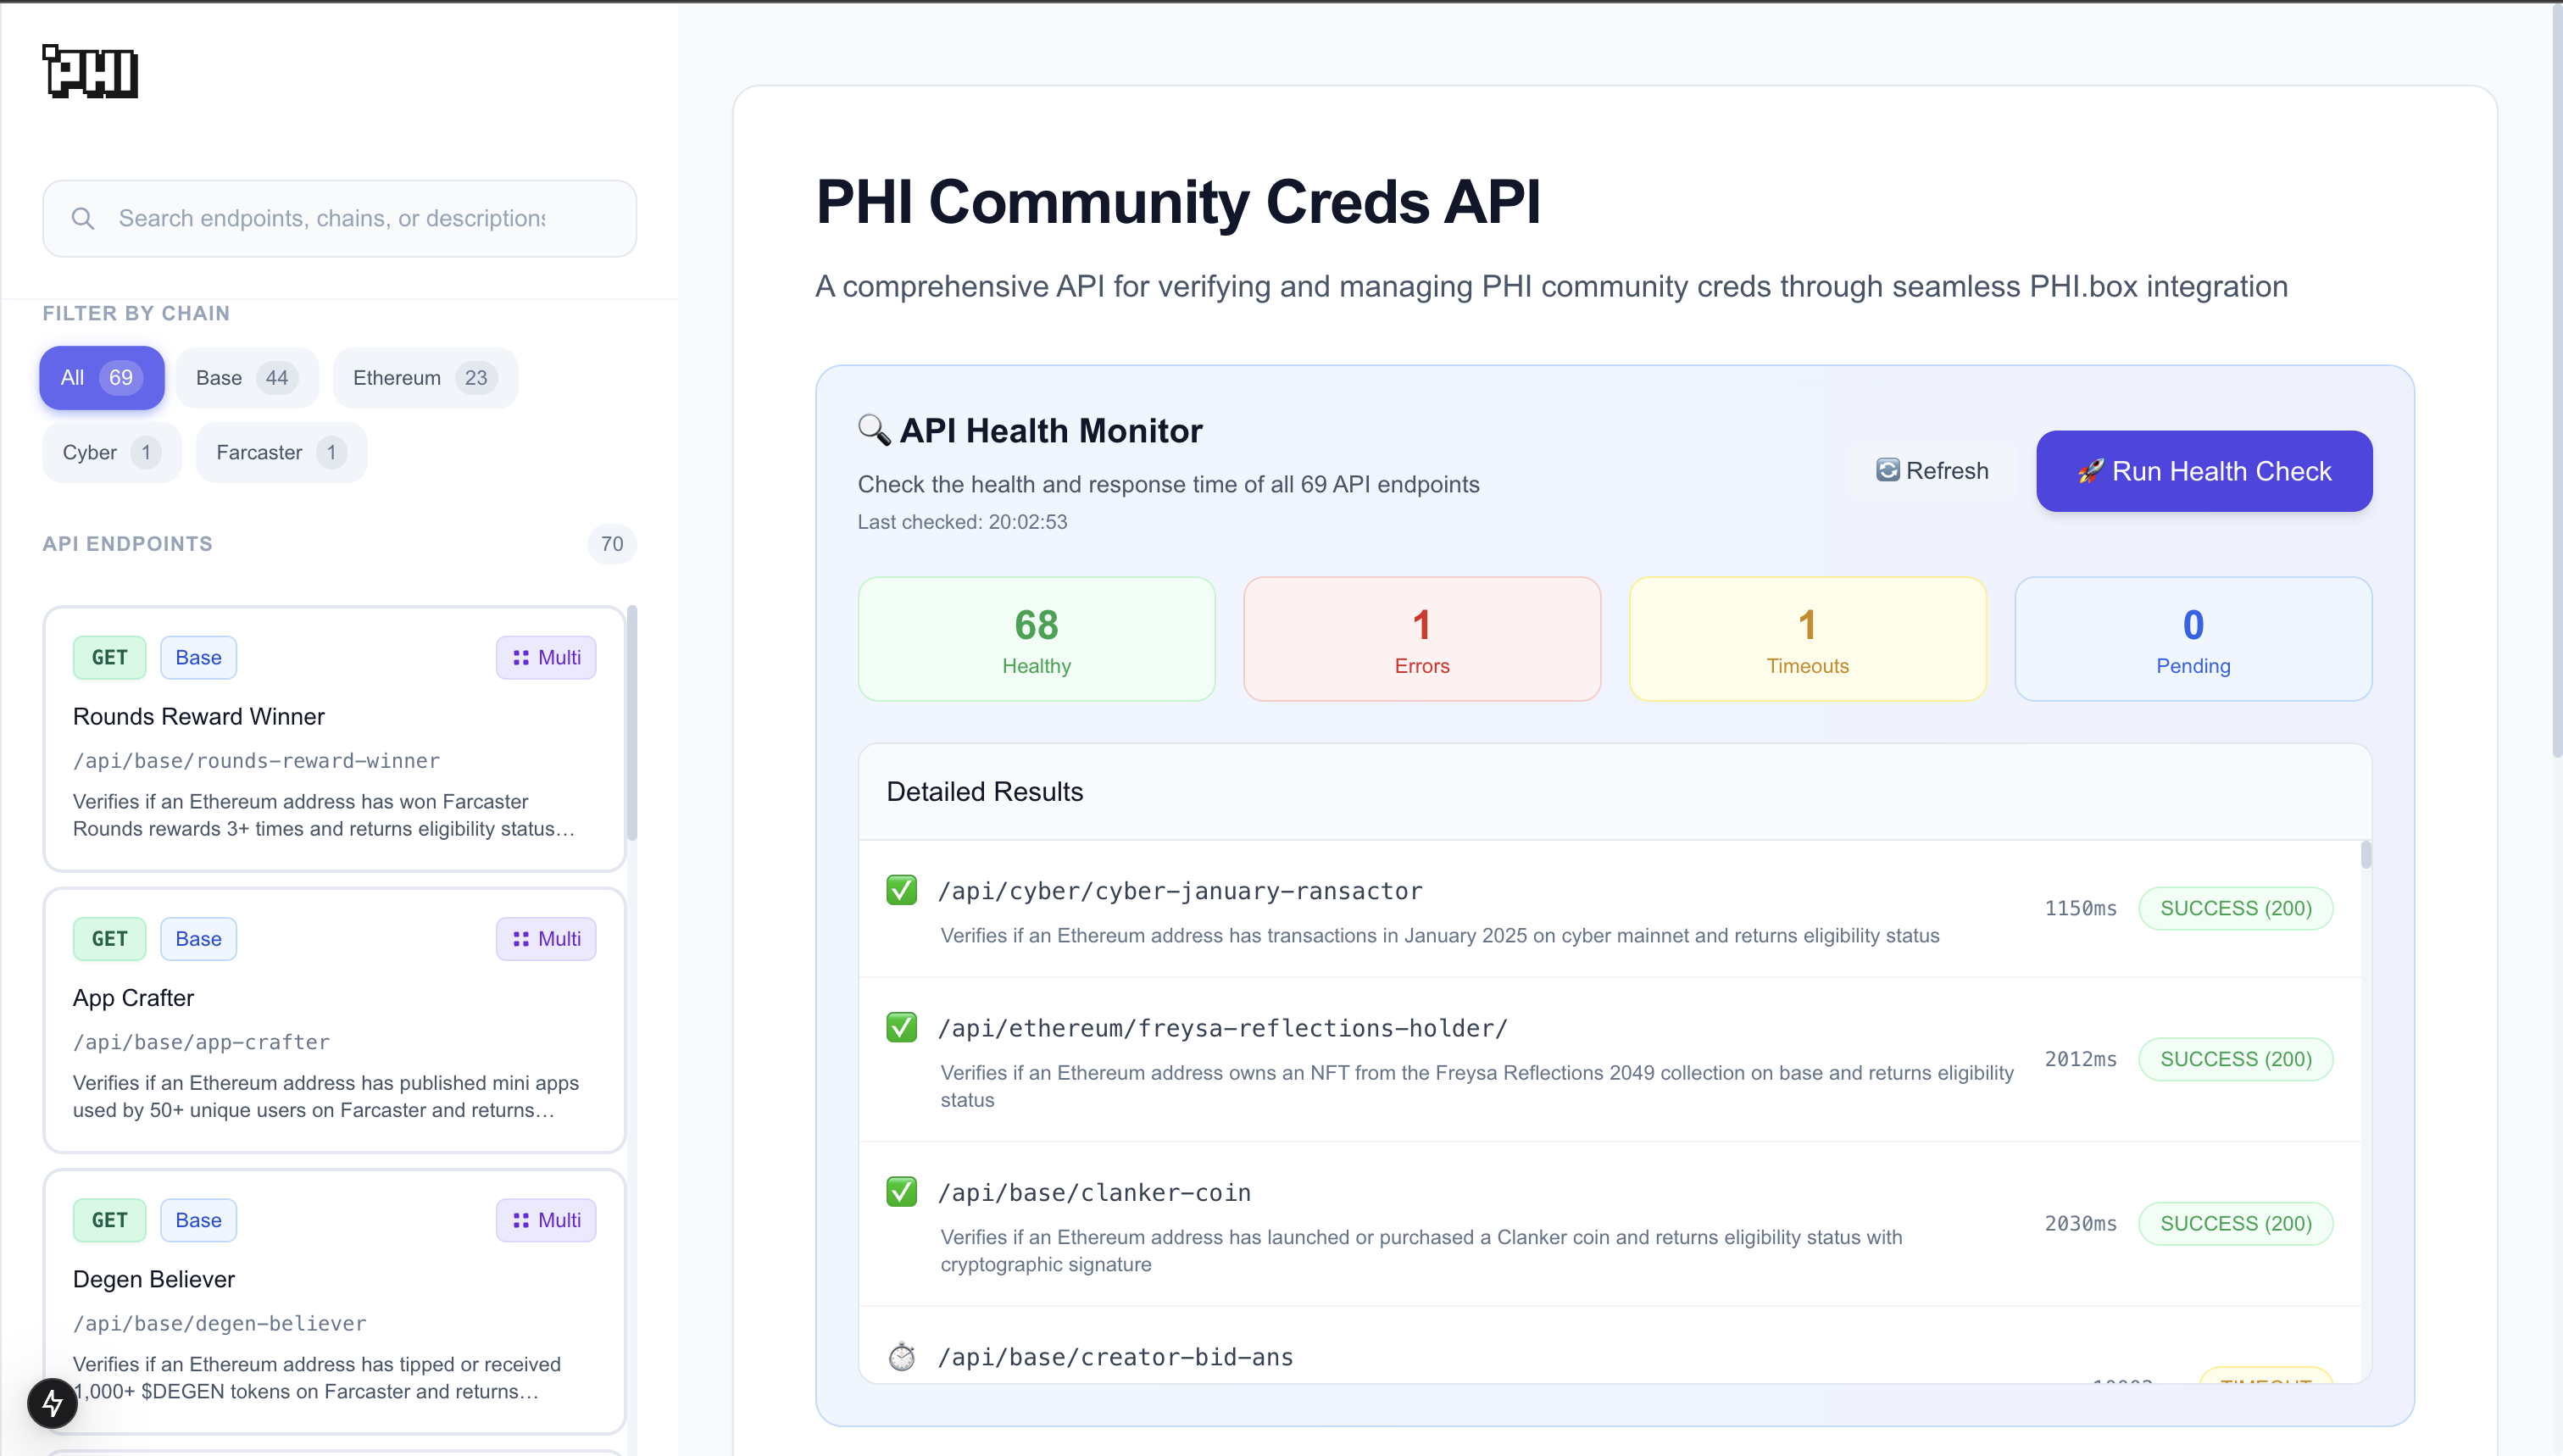 PHI
Search endpoints, chains, or descriptions
FILTER BY CHAIN
All 69
Base 44
Ethereum 23
Cyber 1
Farcaster 1
API ENDPOINTS
70
GET Base Multi
Rounds Reward Winner
/api/base/rounds-reward-winner
Verifies if an Ethereum address has won Farcaster
Rounds rewards 3+ times and returns eligibility status…
GET Base Multi
App Crafter
/api/base/app-crafter
Verifies if an Ethereum address has published mini apps
used by 50+ unique users on Farcaster and returns…
GET Base Multi
Degen Believer
/api/base/degen-believer
Verifies if an Ethereum address has tipped or received
1,000+ $DEGEN tokens on Farcaster and returns…
PHI Community Creds API
A comprehensive API for verifying and managing PHI community creds through seamless PHI.box integration
🔍 API Health Monitor
Check the health and response time of all 69 API endpoints
Last checked: 20:02:53
🔄 Refresh
🚀 Run Health Check
68
Healthy
1
Errors
1
Timeouts
0
Pending
Detailed Results
✅ /api/cyber/cyber-january-ransactor
Verifies if an Ethereum address has transactions in January 2025 on cyber mainnet and returns eligibility status
1150ms SUCCESS (200)
✅ /api/ethereum/freysa-reflections-holder/
Verifies if an Ethereum address owns an NFT from the Freysa Reflections 2049 collection on base and returns eligibility
status
2012ms SUCCESS (200)
✅ /api/base/clanker-coin
Verifies if an Ethereum address has launched or purchased a Clanker coin and returns eligibility status with
cryptographic signature
2030ms SUCCESS (200)
⏱️ /api/base/creator-bid-ans
TIMEOUT